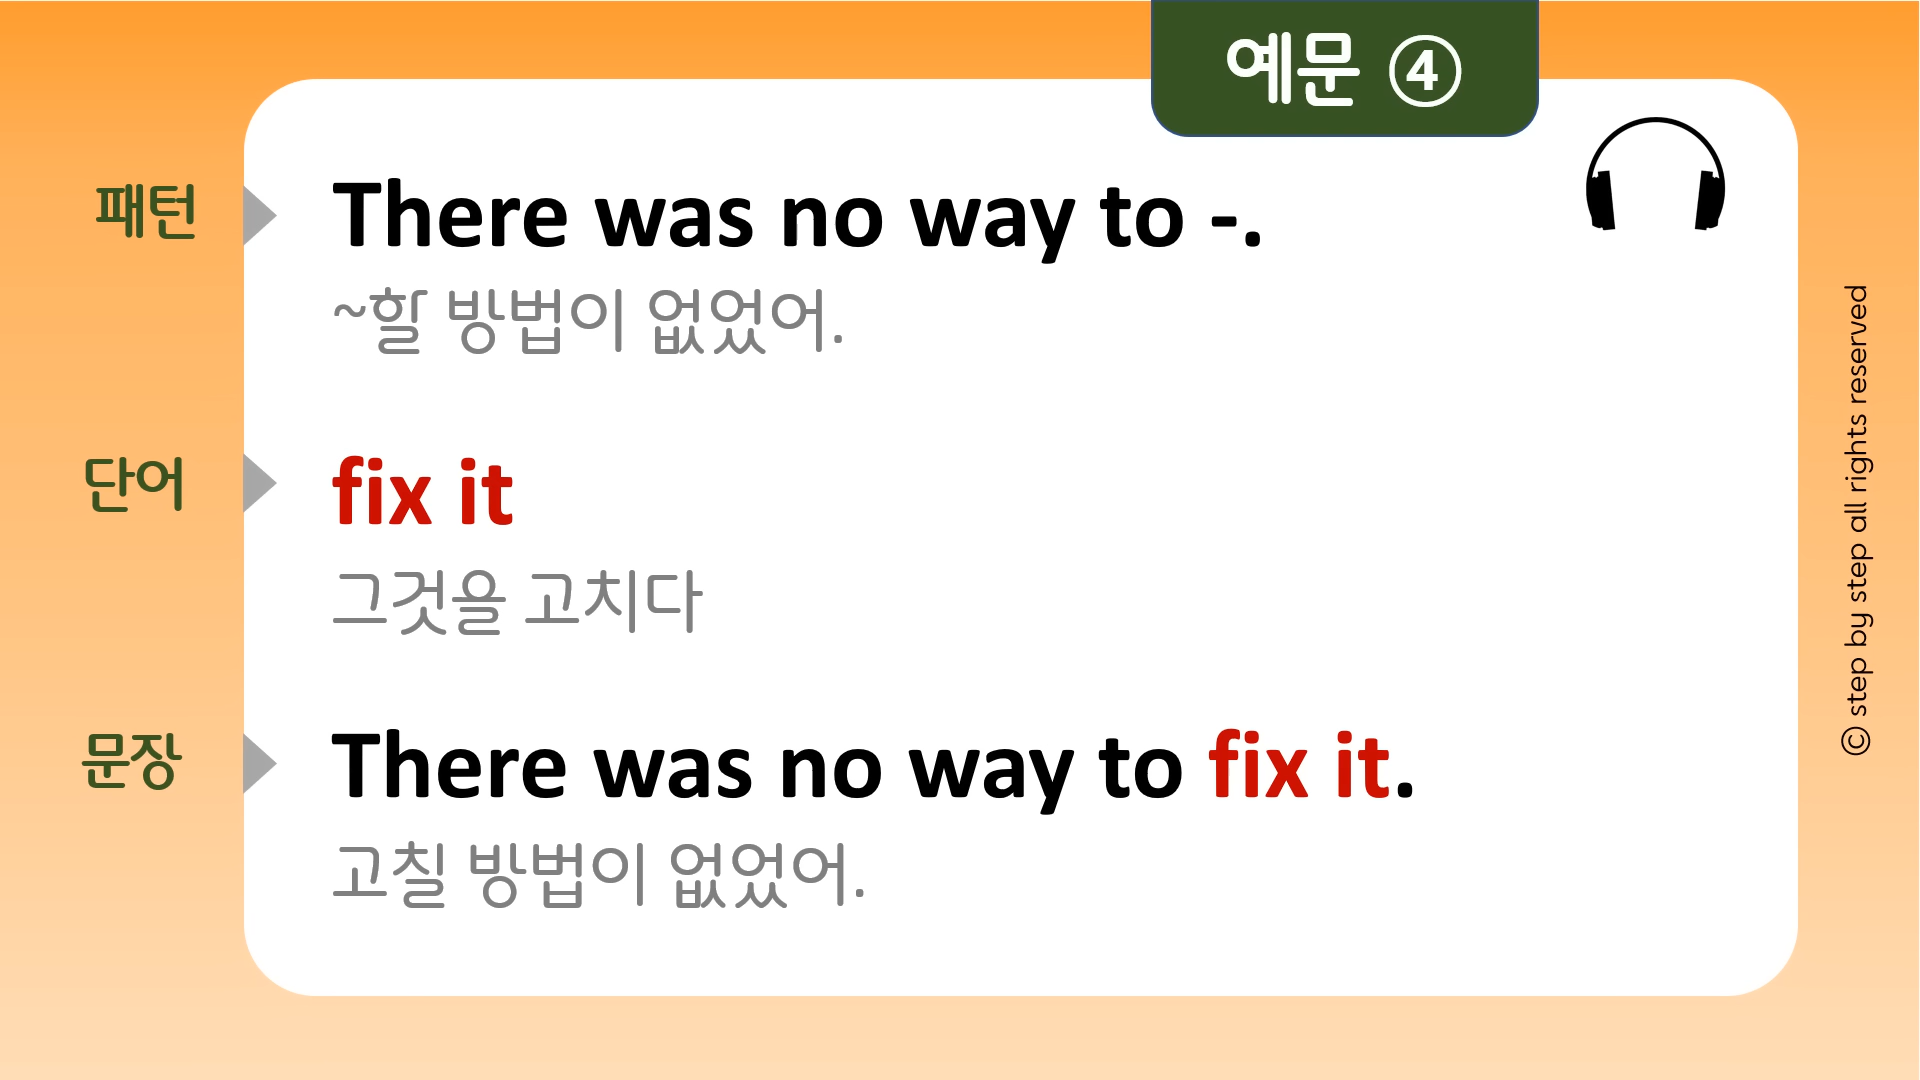 예문 ④
패턴
There was no way to -.
~할 방법이 없었어.
단어
fix it
그것을 고치다
문장
There was no way to fix it.
고칠 방법이 없었어.
ⓒ step by step all rights reserved